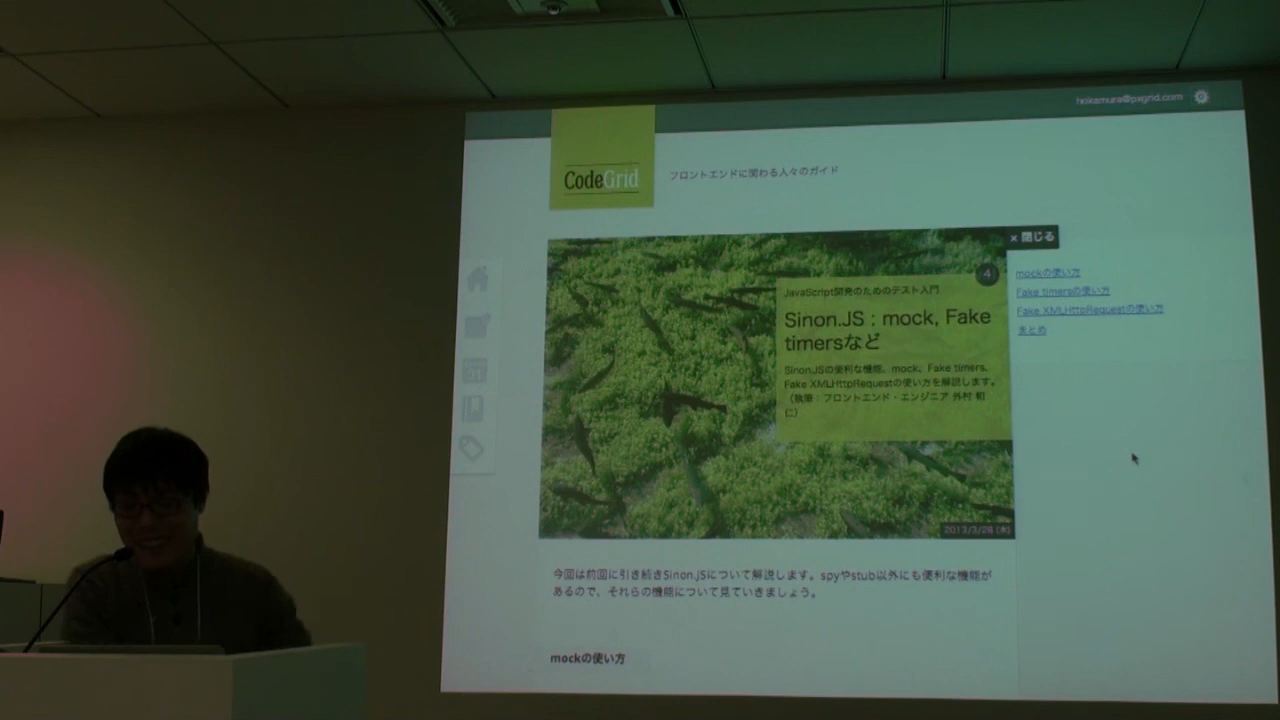 hokamura@pxgrid.com
CodeGrid
フロントエンドに関わる人々のガイド
× 閉じる
4
JavaScript開発のためのテスト入門
Sinon.JS : mock, Fake
timersなど
Sinon.JSの便利な機能、mock、Fake timers、
Fake XMLHttpRequestの使い方を解説します。
（執筆：フロントエンド・エンジニア 外村 和
仁）
2013/3/28 (木)
mockの使い方
Fake timersの使い方
Fake XMLHttpRequestの使い方
まとめ
今回は前回に引き続きSinon.JSについて解説します。spyやstub以外にも便利な機能が
あるので、それらの機能について見ていきましょう。
mockの使い方